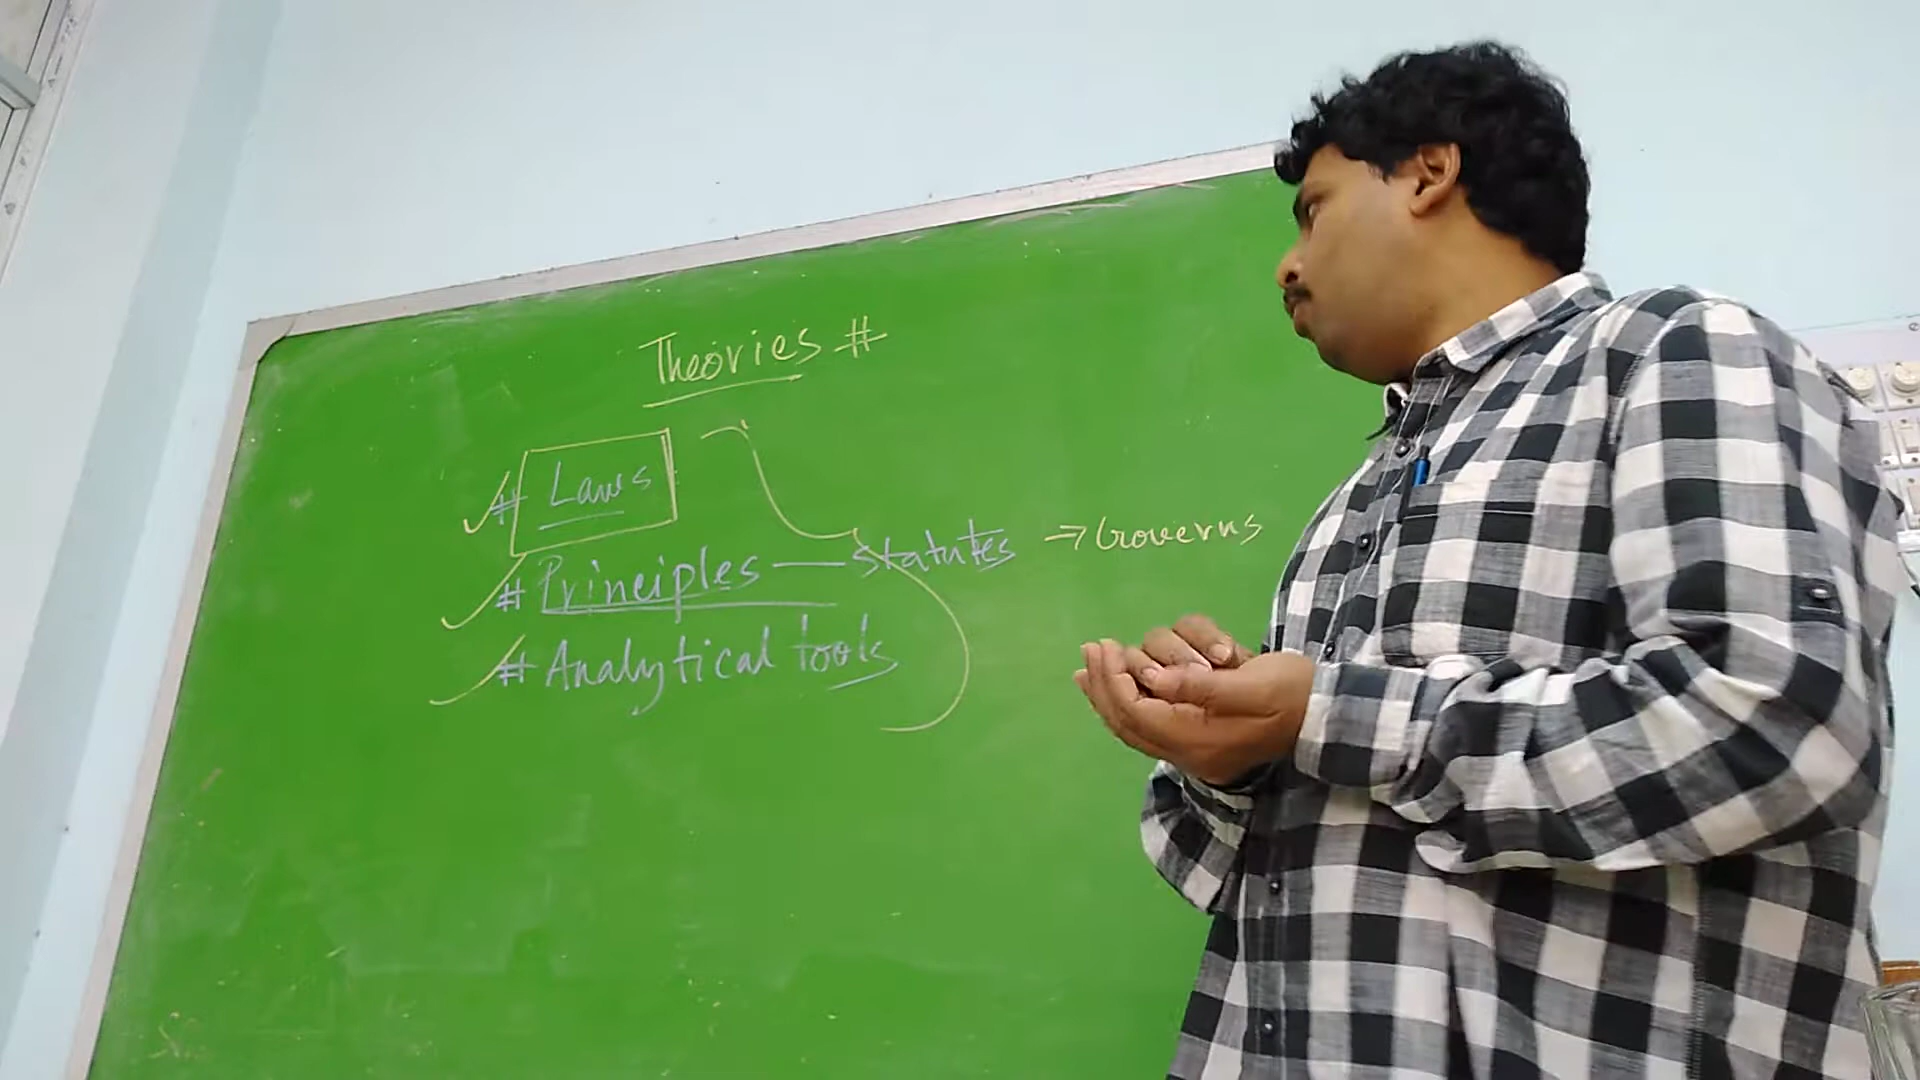 Theories #
# Laws
# Principles — Statutes → Governs
# Analytical tools